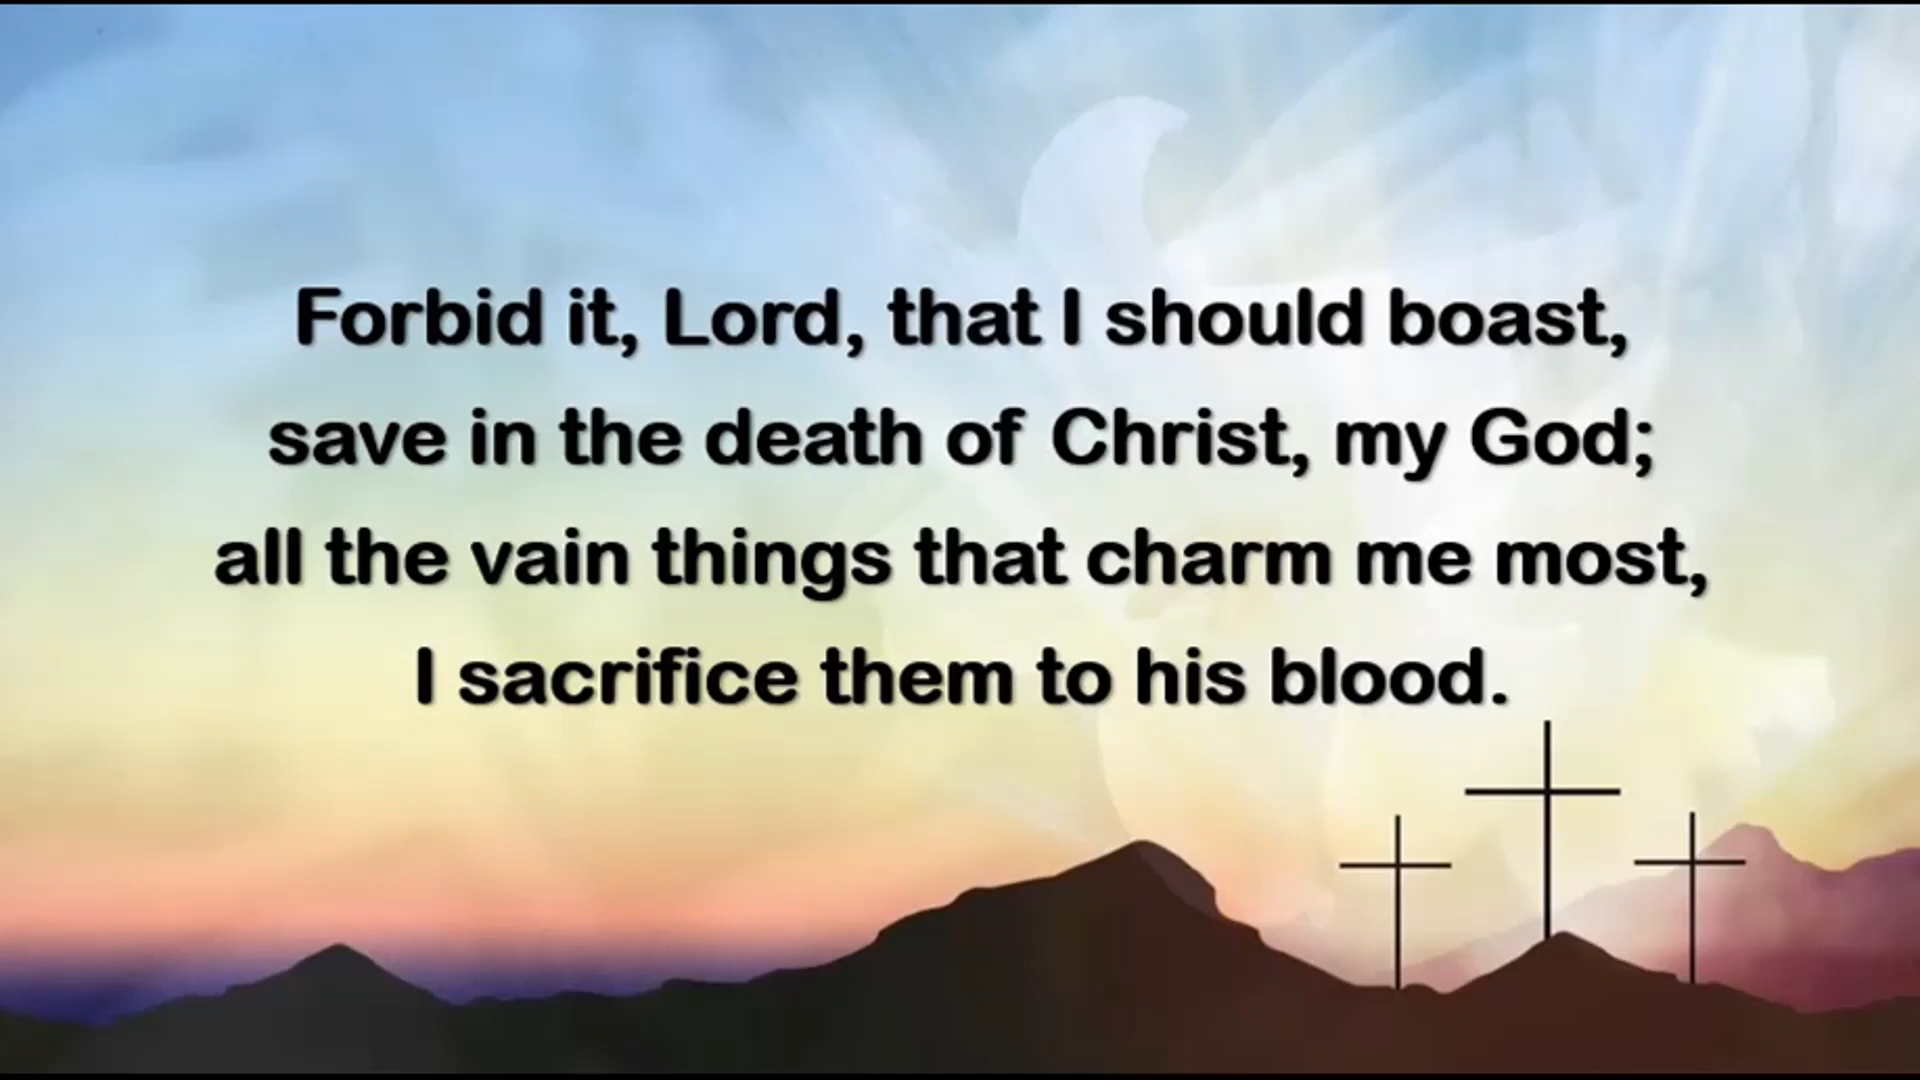 Forbid it, Lord, that I should boast,
save in the death of Christ, my God;
all the vain things that charm me most,
I sacrifice them to his blood.